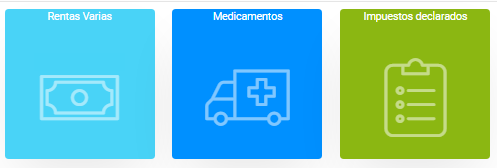 Rentas Varias
Medicamentos
Impuestos declarados